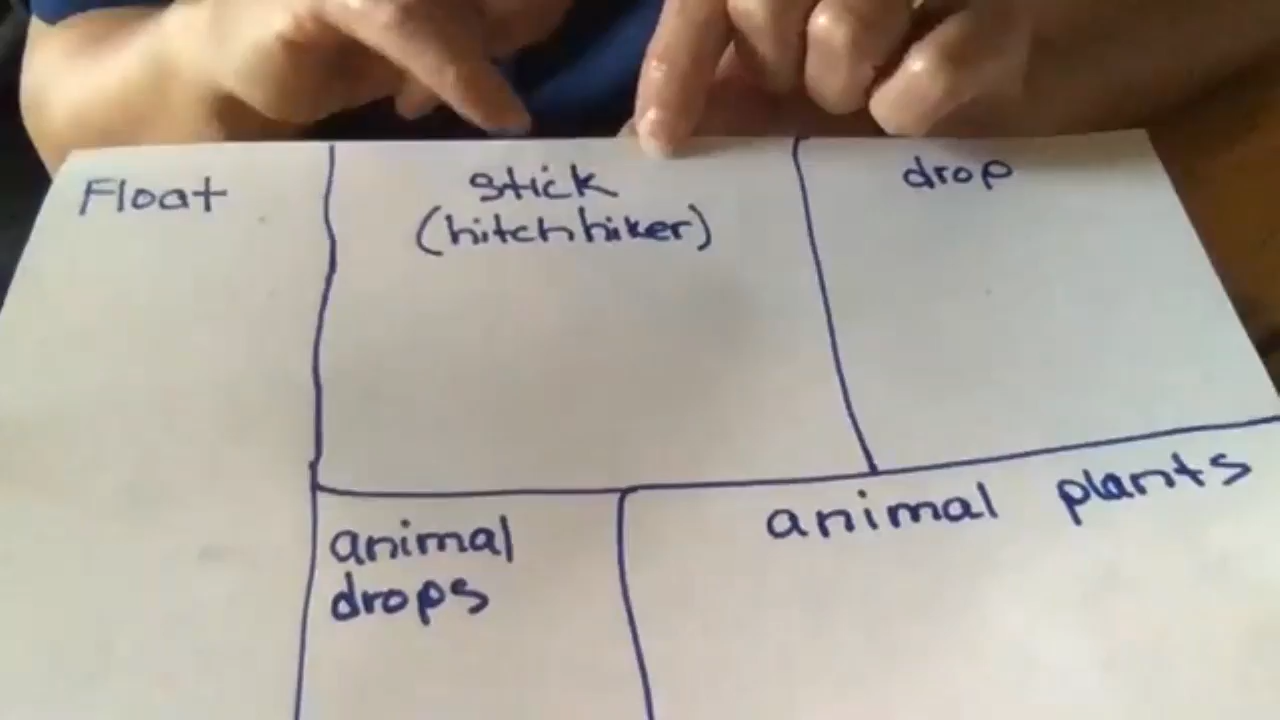 Float
stick
(hitchhiker)
drop
animal
drops
animal plants